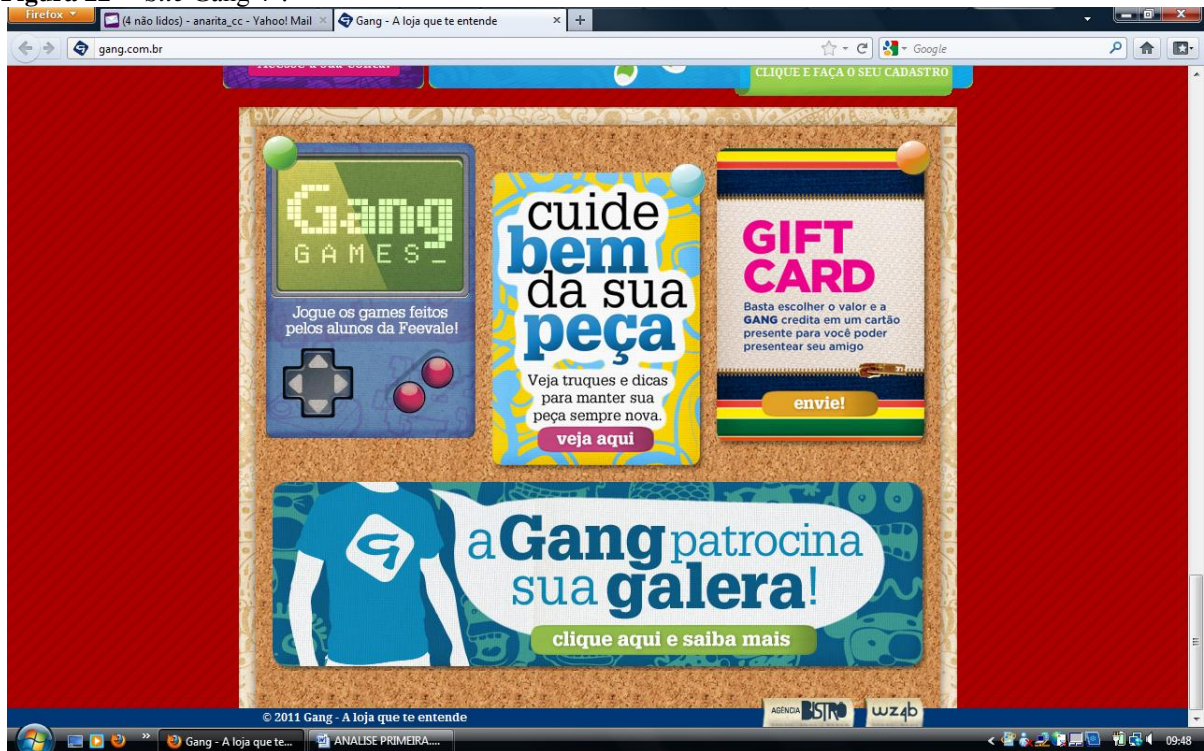 Firefox
(4 não lidos) - anarita_cc - Yahoo! Mail
Gang - A loja que te entende
gang.com.br
Google
CLIQUE E FAÇA O SEU CADASTRO
Gang
GAMES_
Jogue os games feitos
pelos alunos da Feevale!
cuide
bem
da sua
peça
Veja truques e dicas
para manter sua
peça sempre nova.
veja aqui
GIFT
CARD
Basta escolher o valor e a
GANG credita em um cartão
presente para você poder
presentear seu amigo
envie!
a Gang patrocina
sua galera!
clique aqui e saiba mais
© 2011 Gang - A loja que te entende
AGÊNCIA BISTRÔ
wz4b
Gang - A loja que te...
ANALISE PRIMEIRA....
09:48